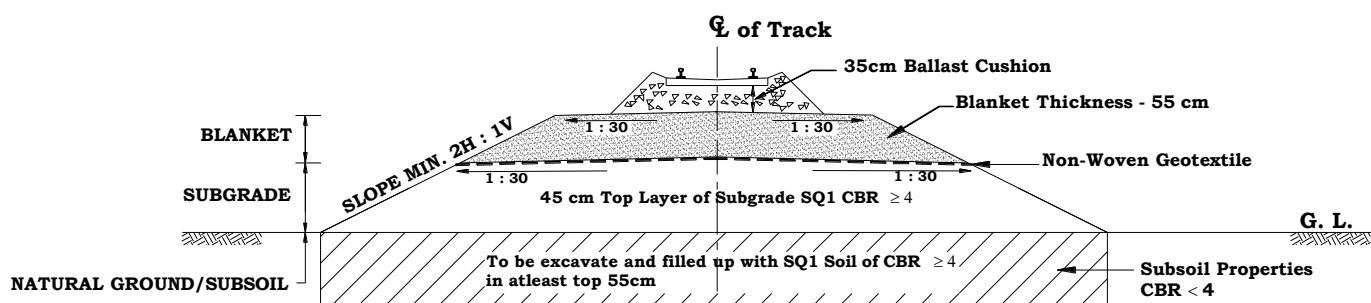 ℄ of Track
35cm Ballast Cushion
Blanket Thickness - 55 cm
1 : 30
1 : 30
BLANKET
SLOPE MIN. 2H : 1V
Non-Woven Geotextile
1 : 30
1 : 30
SUBGRADE
45 cm Top Layer of Subgrade SQ1 CBR ≥ 4
G. L.
To be excavate and filled up with SQ1 Soil of CBR ≥ 4
in atleast top 55cm
NATURAL GROUND/SUBSOIL
Subsoil Properties
CBR < 4